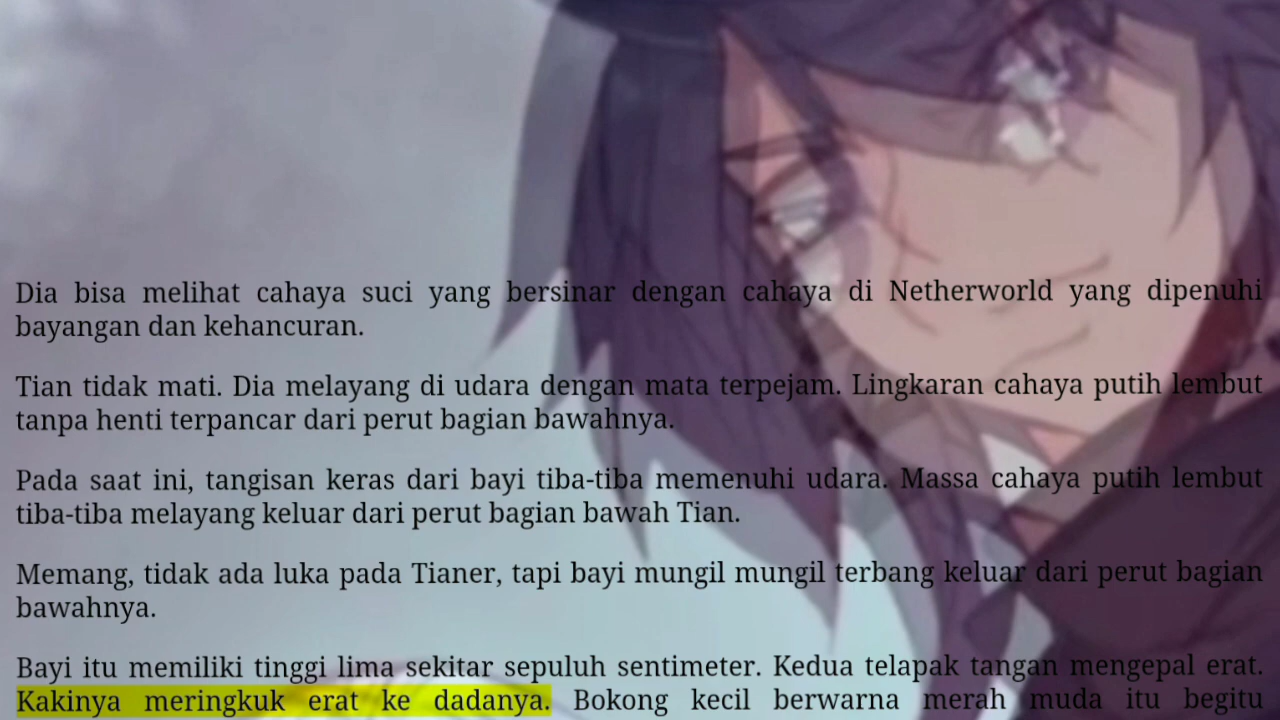 Dia bisa melihat cahaya suci yang bersinar dengan cahaya di Netherworld yang dipenuhi
bayangan dan kehancuran.
Tian tidak mati. Dia melayang di udara dengan mata terpejam. Lingkaran cahaya putih lembut
tanpa henti terpancar dari perut bagian bawahnya.
Pada saat ini, tangisan keras dari bayi tiba-tiba memenuhi udara. Massa cahaya putih lembut
tiba-tiba melayang keluar dari perut bagian bawah Tian.
Memang, tidak ada luka pada Tianer, tapi bayi mungil mungil terbang keluar dari perut bagian
bawahnya.
Bayi itu memiliki tinggi lima sekitar sepuluh sentimeter. Kedua telapak tangan mengepal erat.
Kakinya meringkuk erat ke dadanya. Bokong kecil berwarna merah muda itu begitu